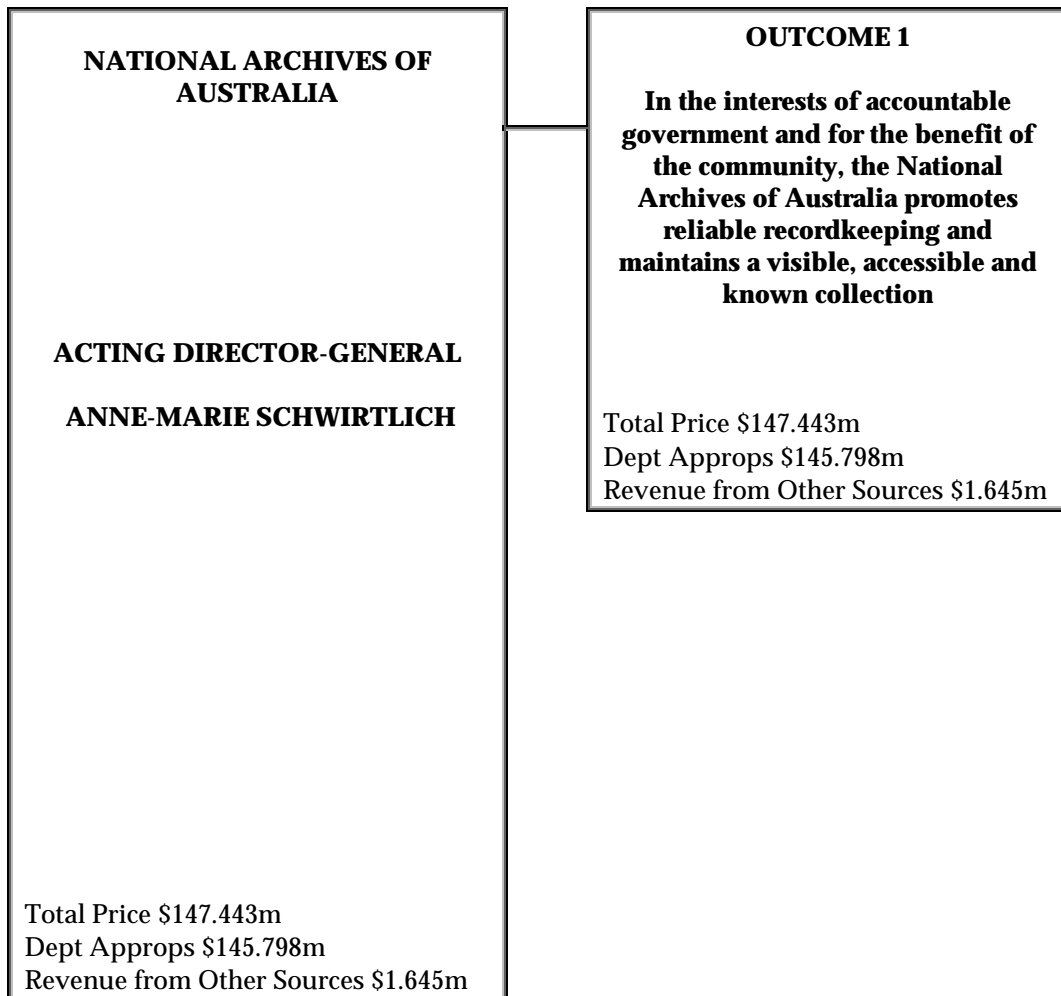 NATIONAL ARCHIVES OF
AUSTRALIA
ACTING DIRECTOR-GENERAL
ANNE-MARIE SCHWIRTLICH
Total Price $147.443m
Dept Approps $145.798m
Revenue from Other Sources $1.645m
OUTCOME 1
In the interests of accountable
government and for the benefit of
the community, the National
Archives of Australia promotes
reliable recordkeeping and
maintains a visible, accessible and
known collection
Total Price $147.443m
Dept Approps $145.798m
Revenue from Other Sources $1.645m